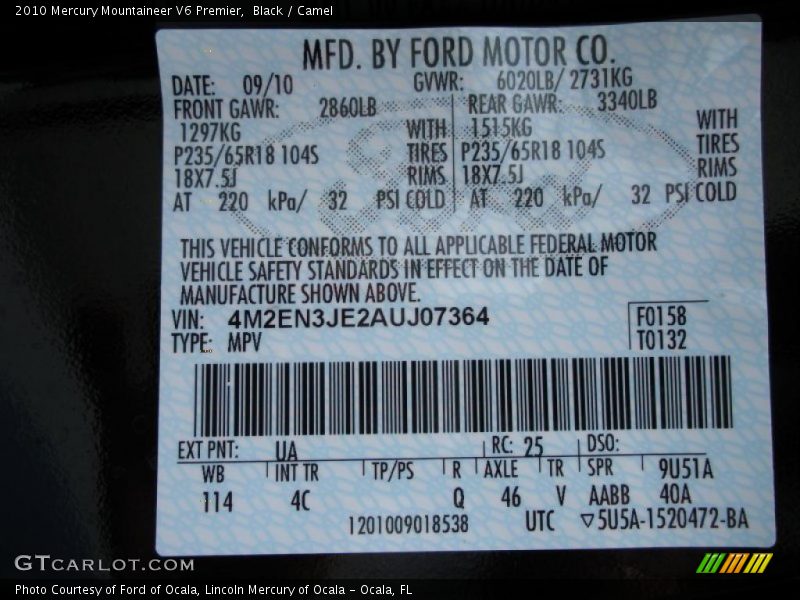 2010 Mercury Mountaineer V6 Premier,  Black / Camel
MFD. BY FORD MOTOR CO.
DATE: 09/10 GVWR: 6020LB/ 2731KG
FRONT GAWR: 2860LB REAR GAWR: 3340LB
1297KG WITH 1515KG WITH
P235/65R18 104S TIRES P235/65R18 104S TIRES
18X7.5J RIMS 18X7.5J RIMS
AT 220 kPa/ 32 PSI COLD AT 220 kPa/ 32 PSI COLD
THIS VEHICLE CONFORMS TO ALL APPLICABLE FEDERAL MOTOR
VEHICLE SAFETY STANDARDS IN EFFECT ON THE DATE OF
MANUFACTURE SHOWN ABOVE.
VIN: 4M2EN3JE2AUJ07364 F0158
TYPE: MPV T0132
EXT PNT: UA RC: 25 DSO:
WB INT TR TP/PS R AXLE TR SPR 9U51A
114 4C Q 46 V AABB 40A
1201009018538 UTC ▽5U5A-1520472-BA
GTCARLOT.COM
Photo Courtesy of Ford of Ocala, Lincoln Mercury of Ocala - Ocala, FL